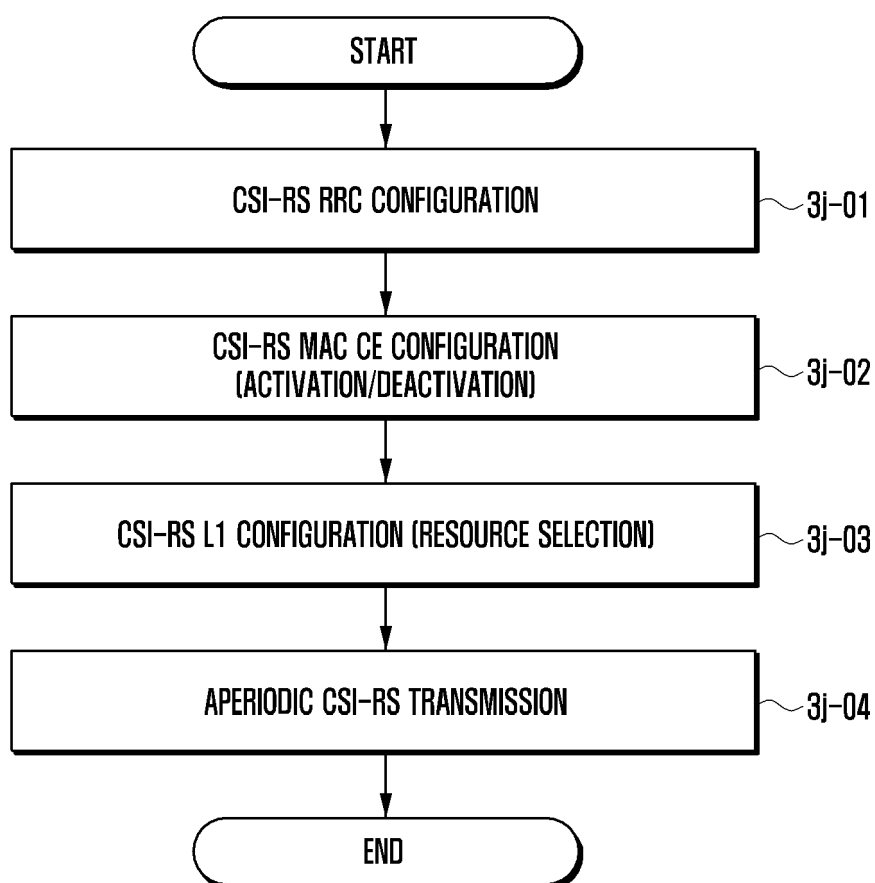 START
CSI-RS RRC CONFIGURATION
3j-01
CSI-RS MAC CE CONFIGURATION
(ACTIVATION/DEACTIVATION)
3j-02
CSI-RS L1 CONFIGURATION (RESOURCE SELECTION)
3j-03
APERIODIC CSI-RS TRANSMISSION
3j-04
END